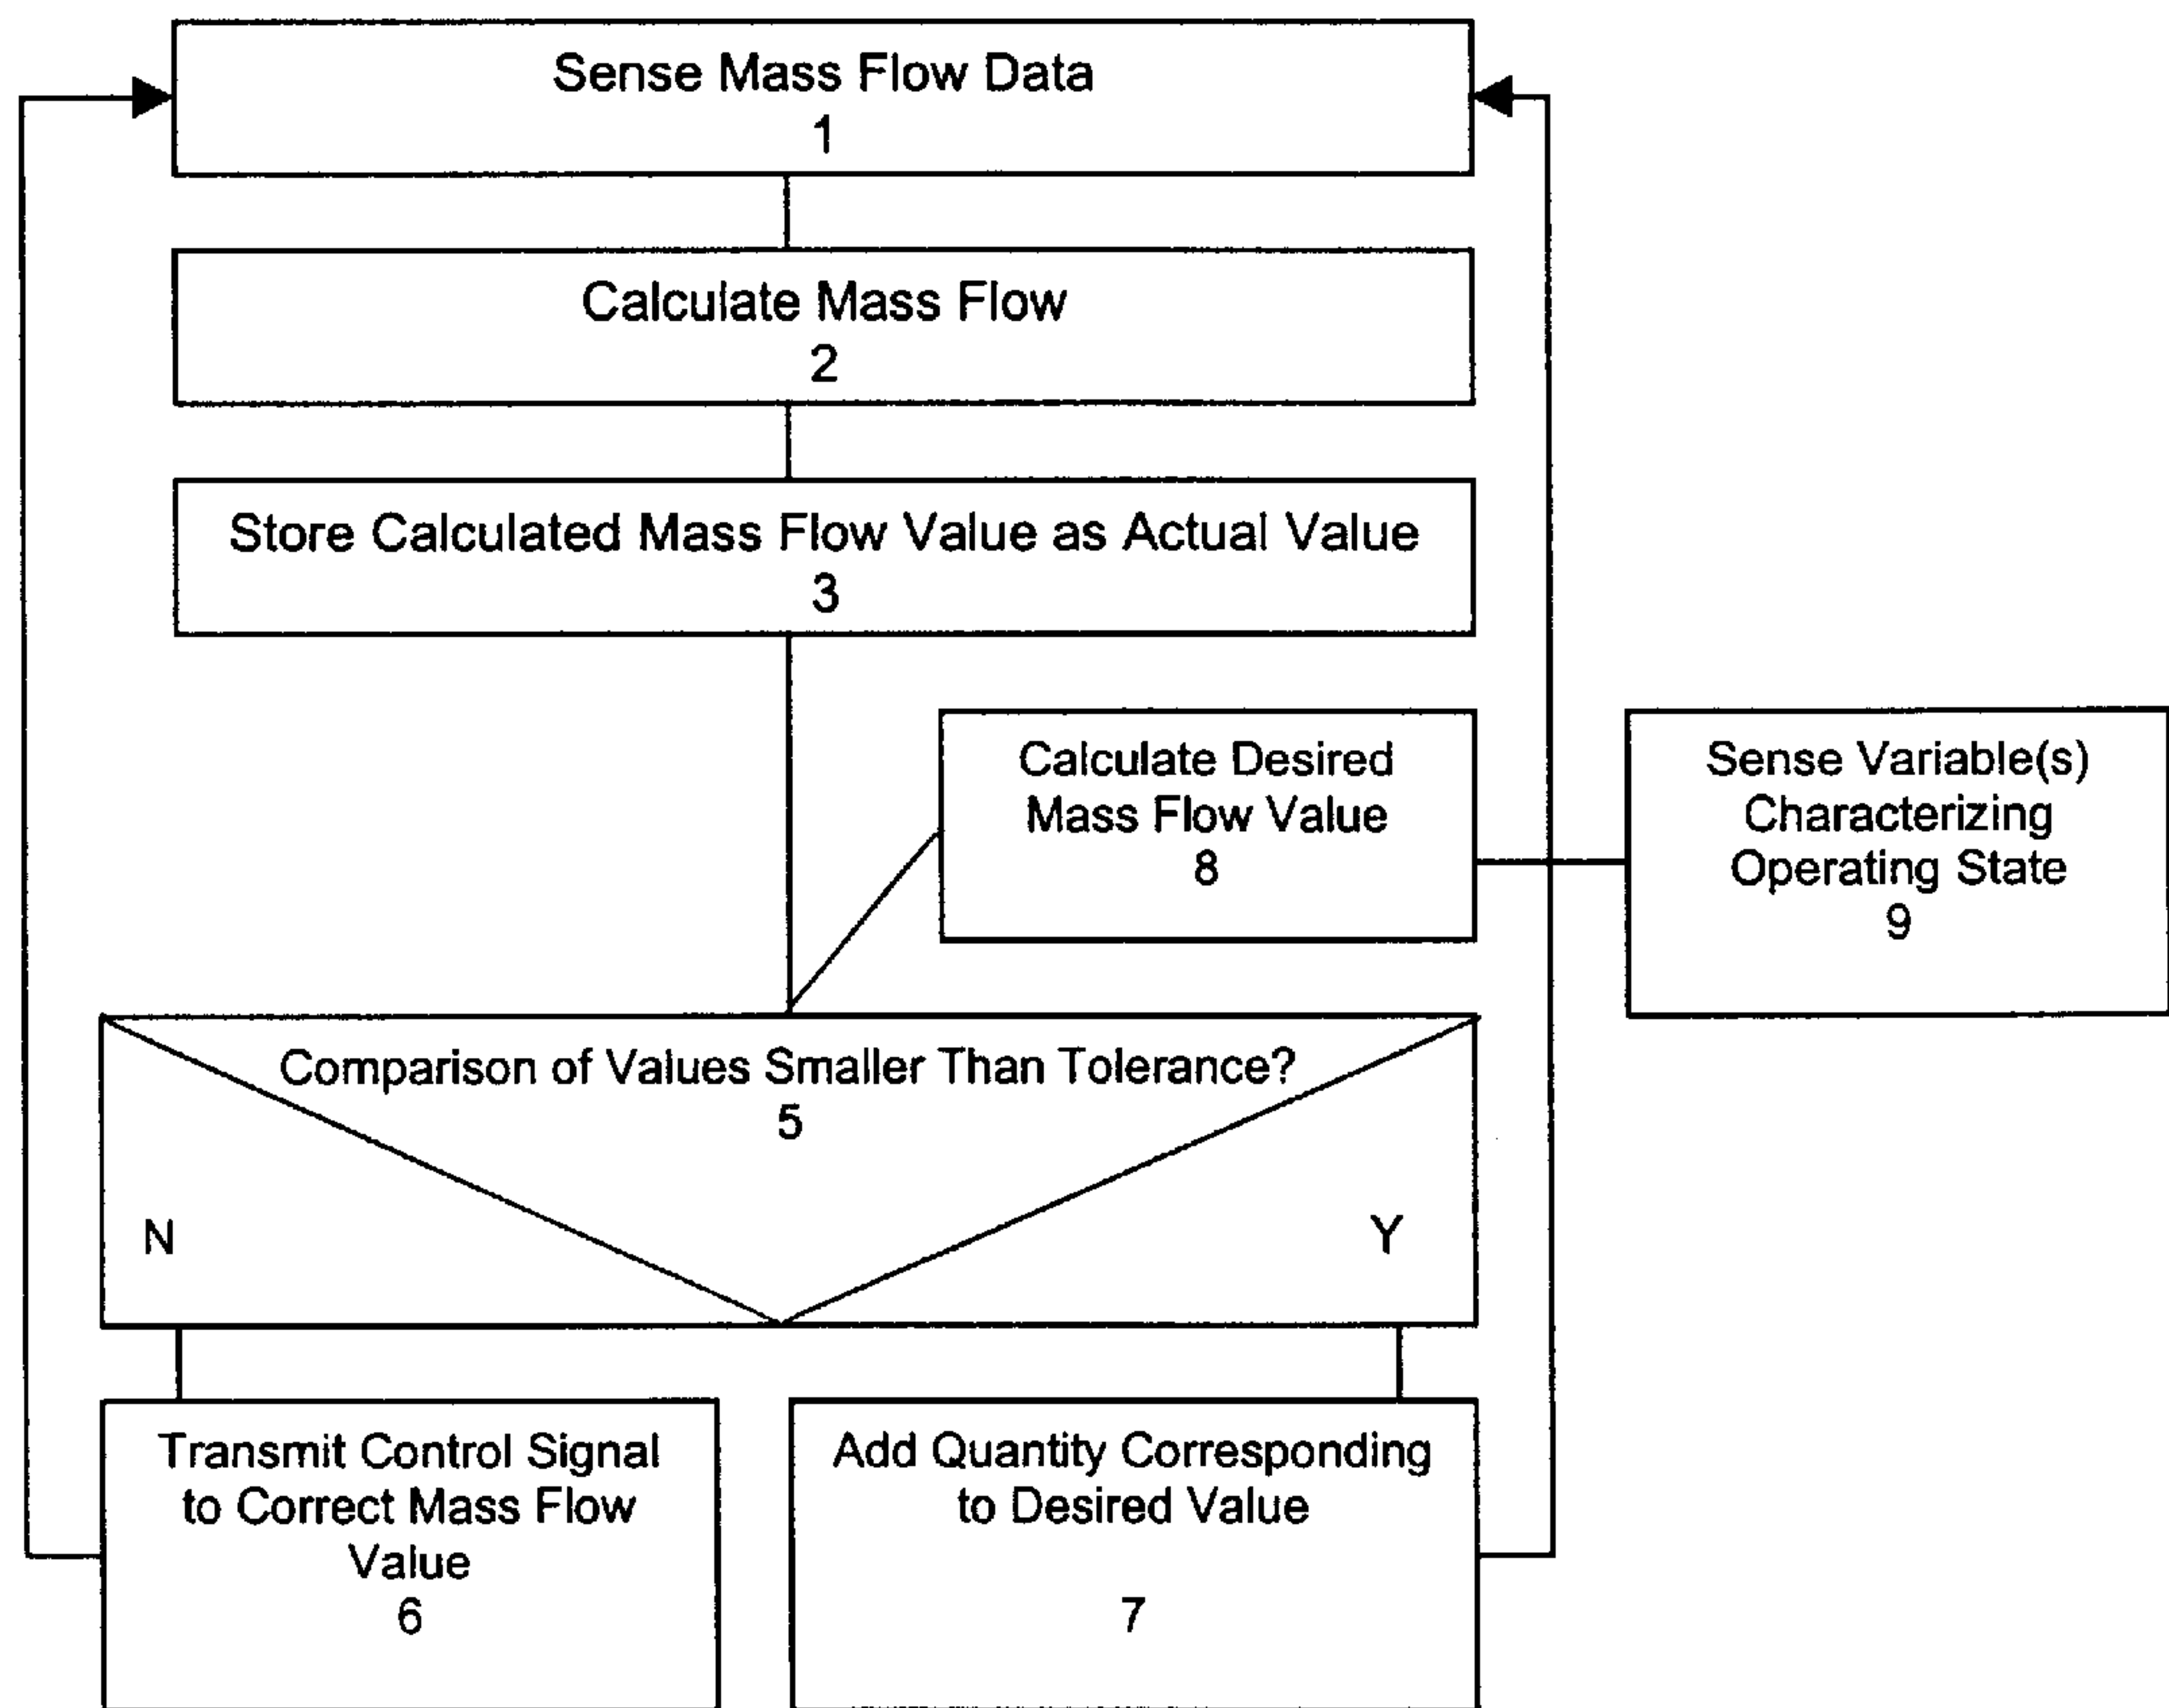 Sense Mass Flow Data
1
Calculate Mass Flow
2
Store Calculated Mass Flow Value as Actual Value
3
Calculate Desired
Mass Flow Value
8
Sense Variable(s)
Characterizing
Operating State
9
Comparison of Values Smaller Than Tolerance?
5
N
Y
Transmit Control Signal
to Correct Mass Flow
Value
6
Add Quantity Corresponding
to Desired Value
7